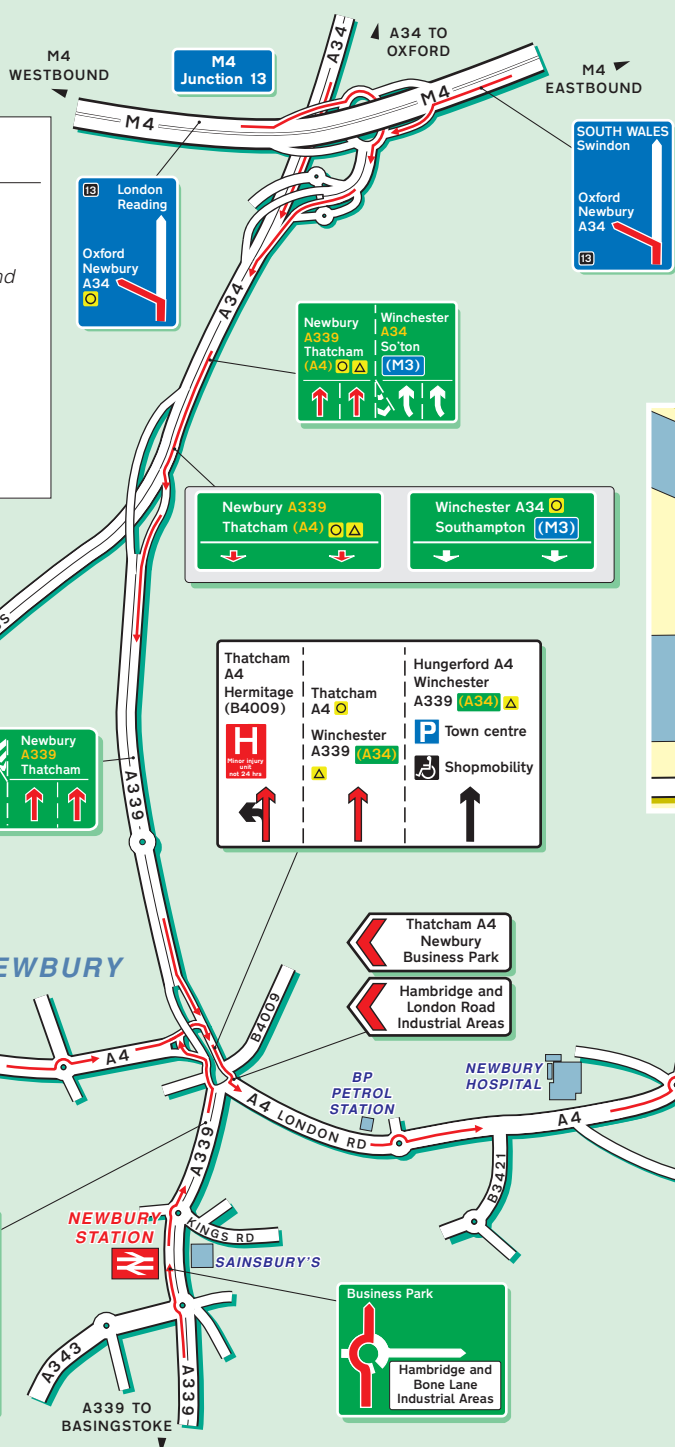 A34 TO
OXFORD
A34
M4
WESTBOUND
M4
Junction 13
M4
EASTBOUND
M4
M4
SOUTH WALES
Swindon
Oxford
Newbury
A34
13
13
London
Reading
Oxford
Newbury
A34
nd
A34
Newbury
A339
Thatcham
(A4)
Winchester
A34
So'ton
(M3)
Newbury A339
Thatcham (A4)
Winchester A34
Southampton (M3)
Thatcham
A4
Hermitage
(B4009)
H
Minor injury
unit
not 24 hrs
Thatcham
A4
Winchester
A339 (A34)
Hungerford A4
Winchester
A339 (A34)
P Town centre
Shopmobility
Newbury
A339
Thatcham
A339
Thatcham A4
Newbury
Business Park
Hambridge and
London Road
Industrial Areas
EWBURY
B4009
A4
BP
PETROL
STATION
NEWBURY
HOSPITAL
A4 LONDON RD
A4
A339
B3421
NEWBURY
STATION
KINGS RD
SAINSBURY'S
Business Park
Hambridge and
Bone Lane
Industrial Areas
A343
A339
A339 TO
BASINGSTOKE